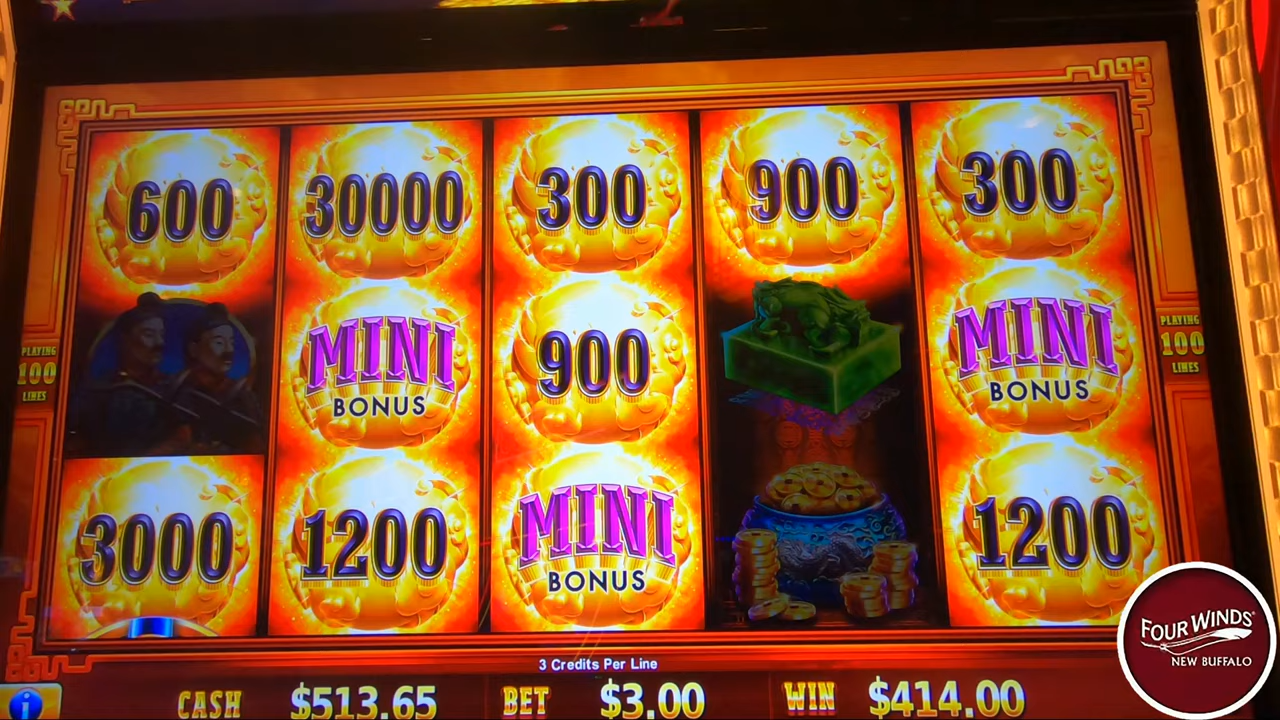 600 30000 300 900 300
MINI
BONUS
900
MINI
BONUS
3000 1200 MINI
BONUS
1200
PLAYING
100
LINES
PLAYING
100
LINES
3 Credits Per Line
CASH $513.65 BET $3.00 WIN $414.00
i
FOUR WINDS®
NEW BUFFALO